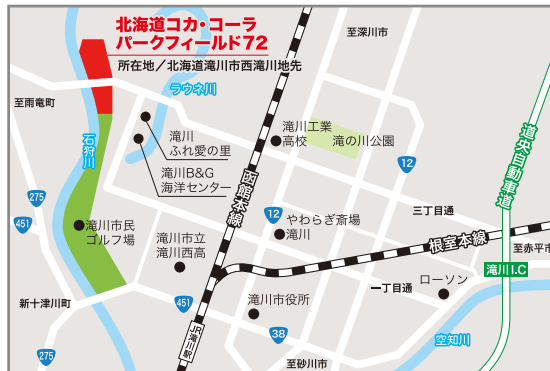 北海道コカ・コーラ
パークフィールド72
所在地／北海道滝川市西滝川地先
至深川市
至雨竜町
ラウネ川
石狩川
滝川
ふれ愛の里
滝川工業
高校
滝の川公園
滝川B&G
海洋センター
12
道央自動車道
函館本線
275
451
滝川市民
ゴルフ場
12
やわらぎ斎場
滝川
三丁目通
根室本線
至赤平市
滝川市立
滝川西高
滝川I.C
ローソン
一丁目通
新十津川町
451
滝川市役所
38
空知川
JR滝川駅
275
至砂川市